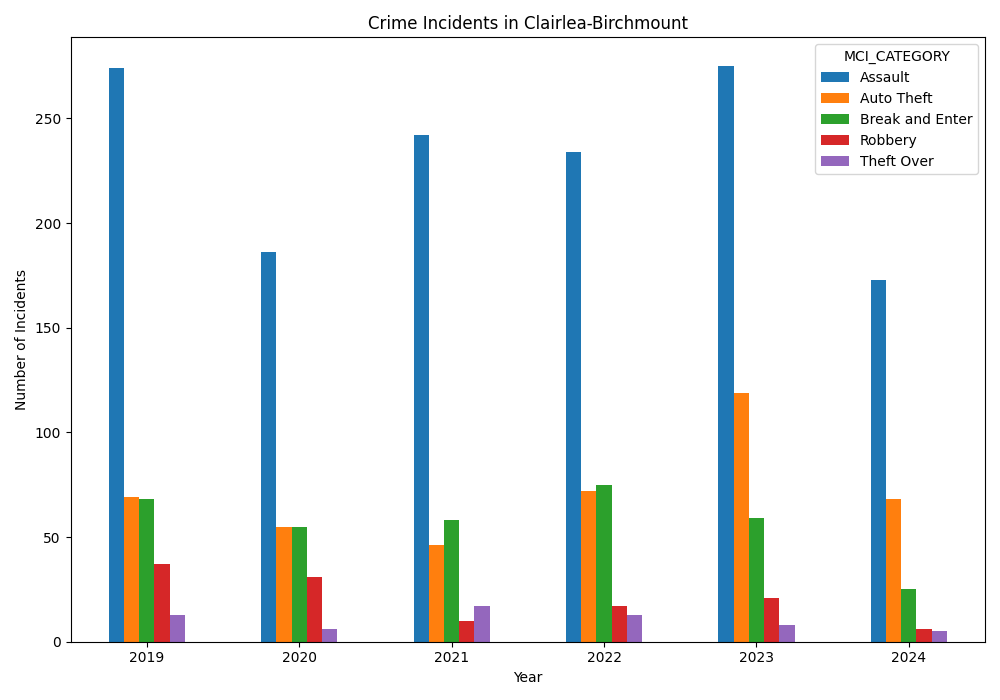 Crime Incidents in Clairlea-Birchmount
MCI_CATEGORY
Assault
Auto Theft
Break and Enter
Robbery
Theft Over
Number of Incidents
250
200
150
100
50
0
2019 2020 2021 2022 2023 2024
Year